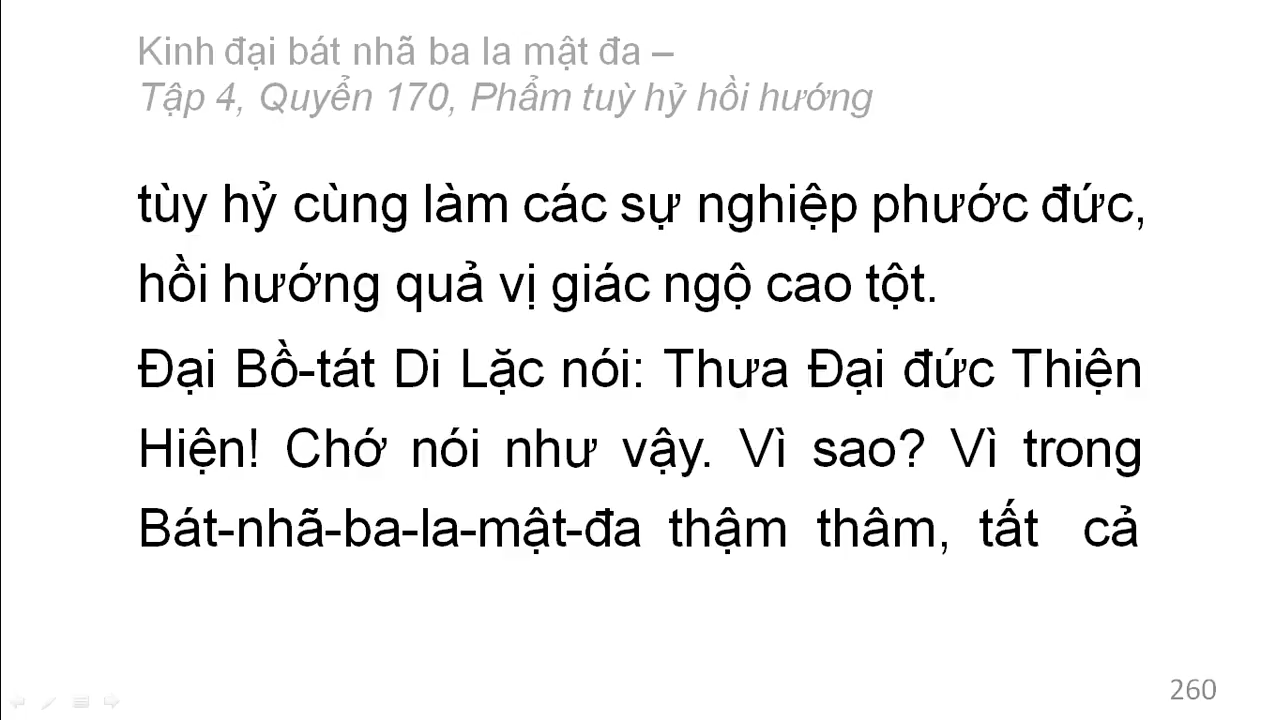 Kinh đại bát nhã ba la mật đa –
Tập 4, Quyển 170, Phẩm tuỳ hỷ hồi hướng
tùy hỷ cùng làm các sự nghiệp phước đức,
hồi hướng quả vị giác ngộ cao tột.
Đại Bồ-tát Di Lặc nói: Thưa Đại đức Thiện
Hiện! Chớ nói như vậy. Vì sao? Vì trong
Bát-nhã-ba-la-mật-đa thậm thâm, tất cả
260